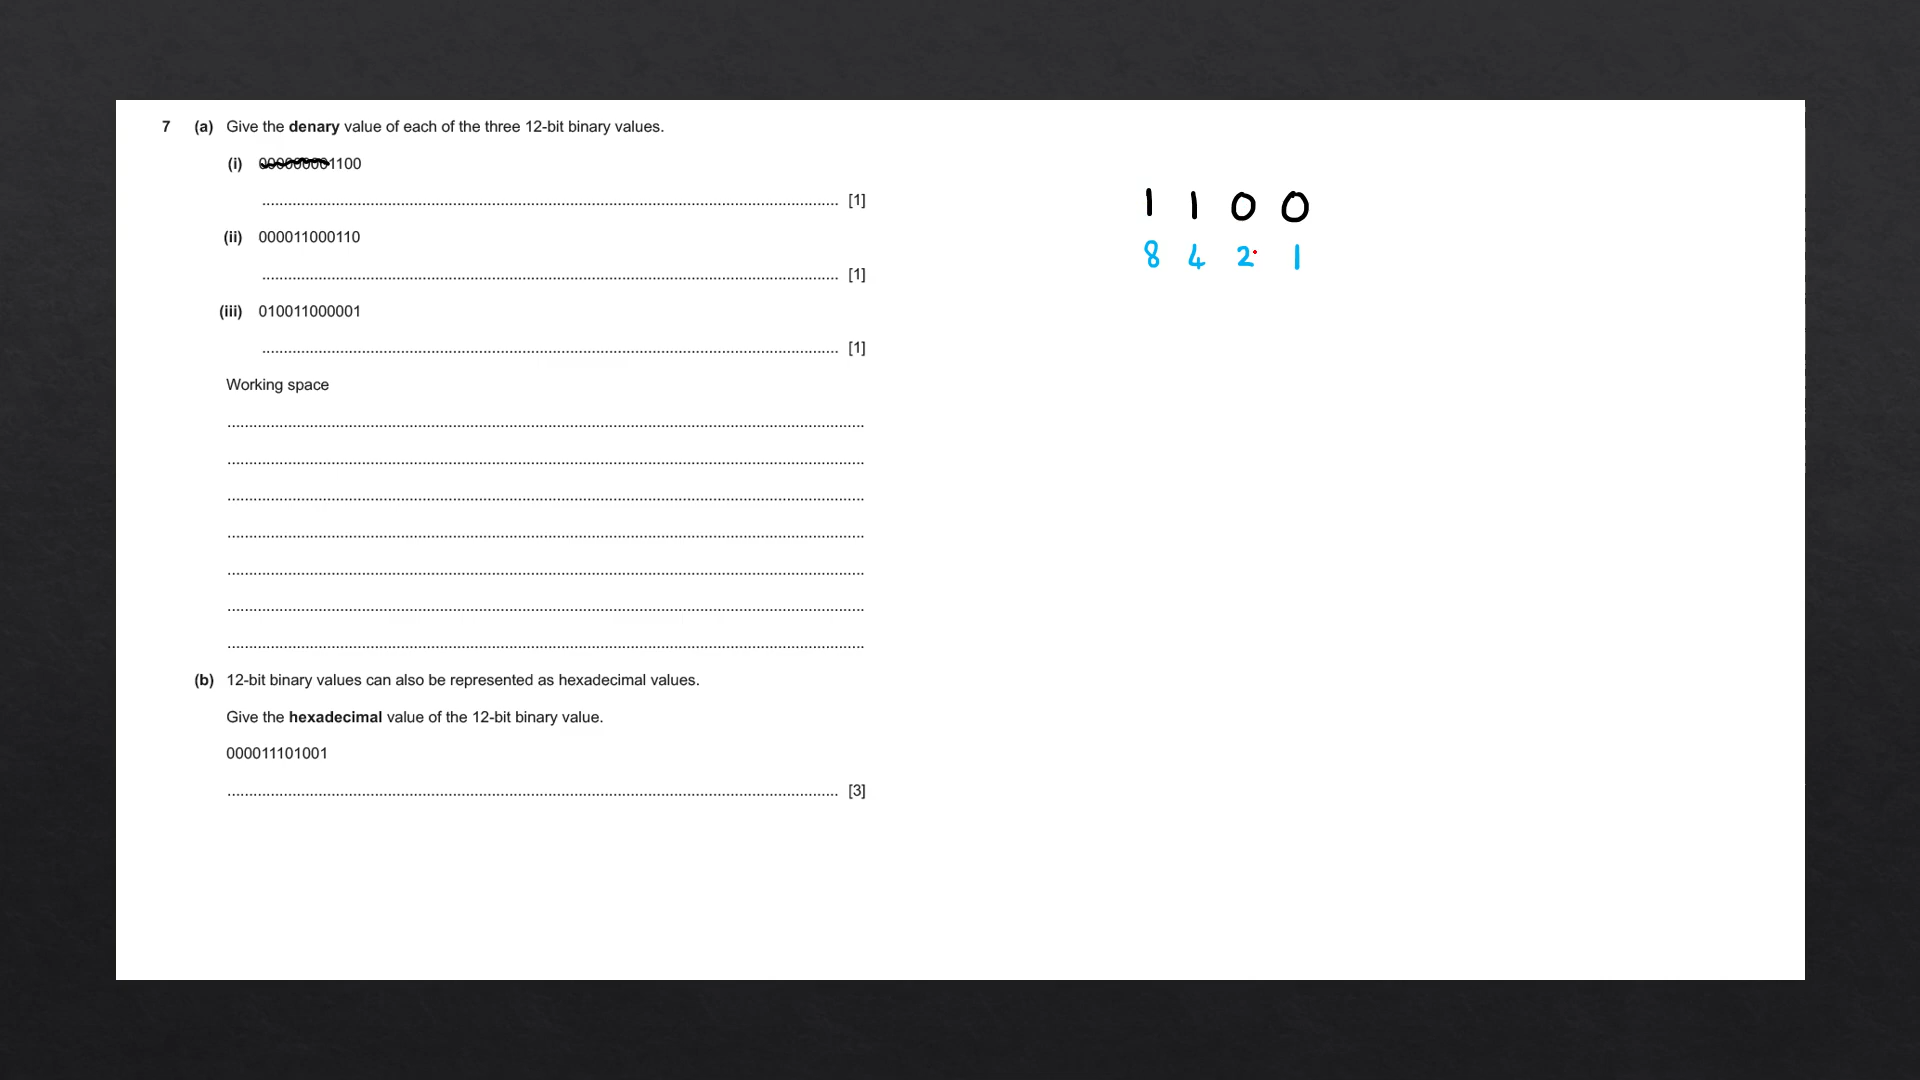 7 (a) Give the denary value of each of the three 12-bit binary values.
(i) 000000001100
........................................ [1]
1 1 0 0
(ii) 000011000110
8 4 2 1
........................................ [1]
(iii) 010011000001
........................................ [1]
Working space
(b) 12-bit binary values can also be represented as hexadecimal values.
Give the hexadecimal value of the 12-bit binary value.
000011101001
........................................ [3]